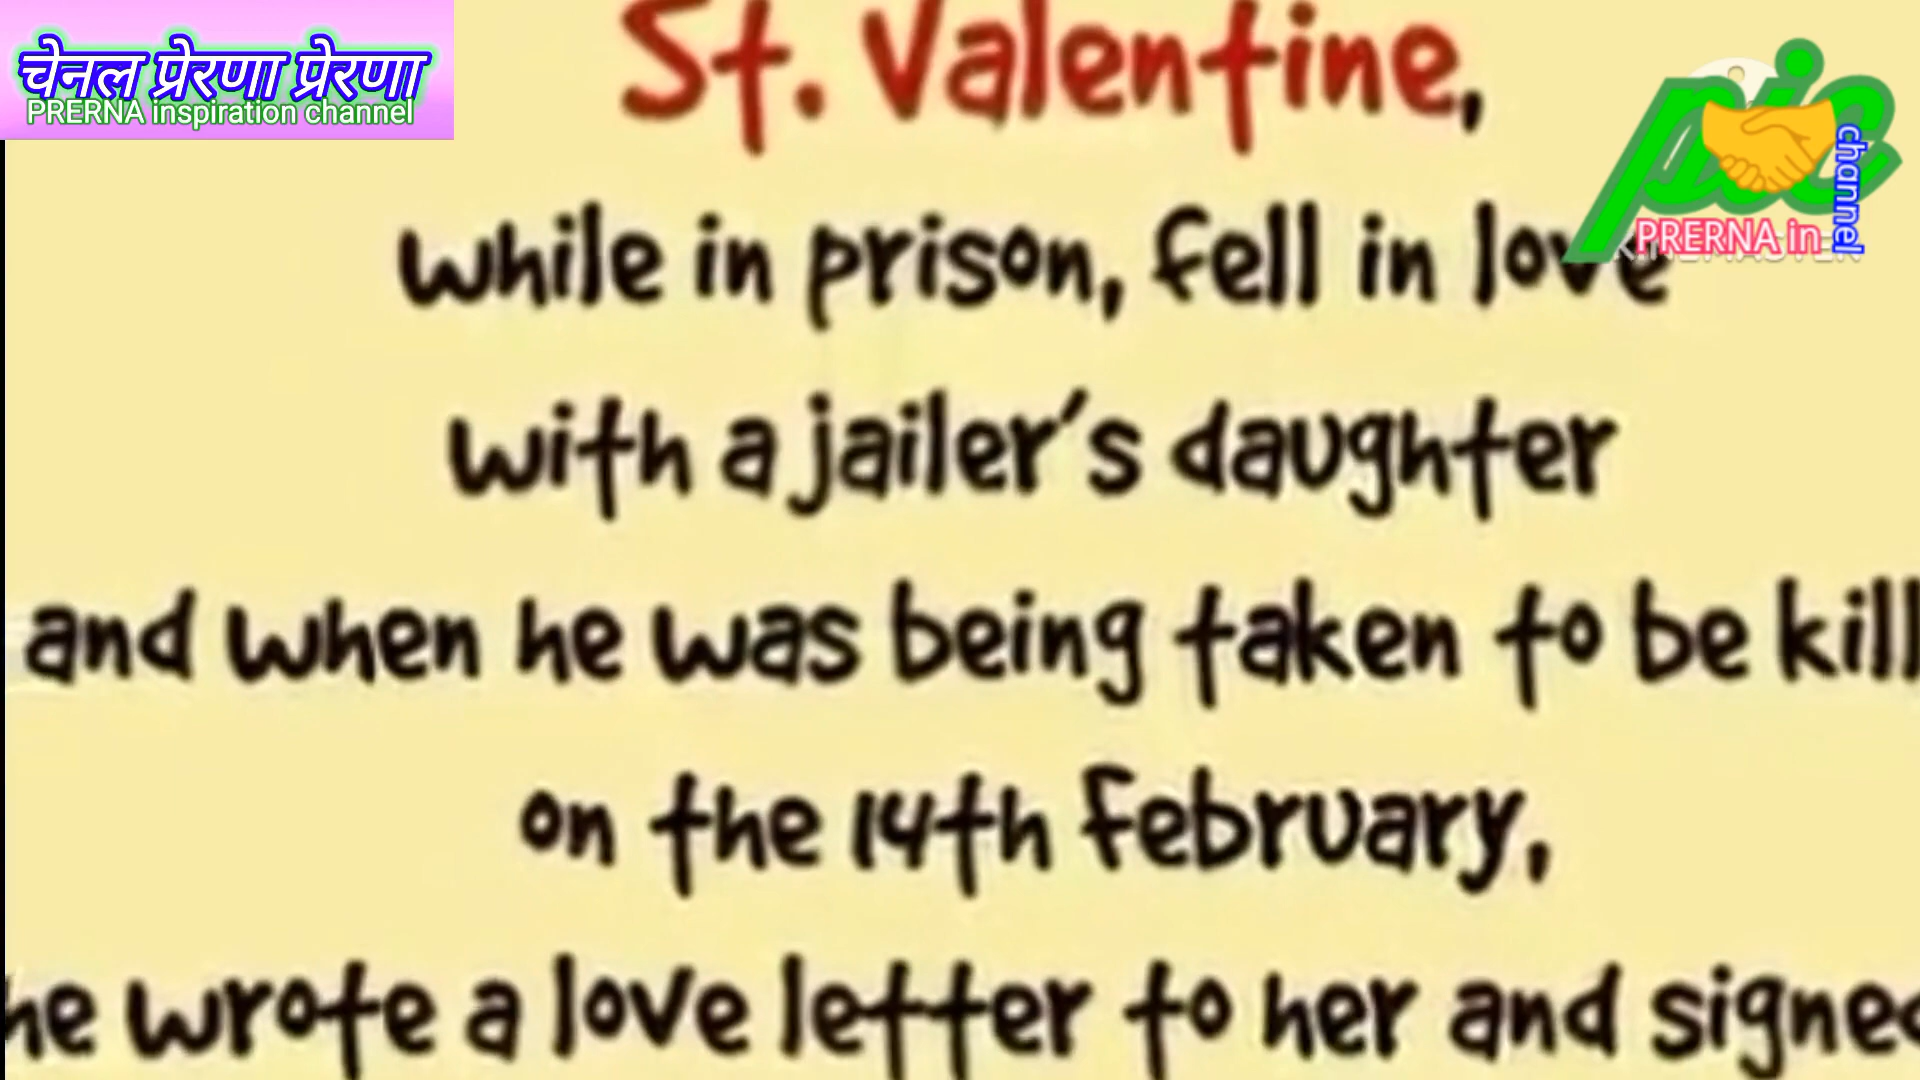 चेनल प्रेरणा प्रेरणा
PRERNA inspiration channel
pic
channel
PRERNA in
St. Valentine,
while in prison, fell in love
with a jailer's daughter
and when he was being taken to be kill
on the 14th February,
he wrote a love letter to her and signed